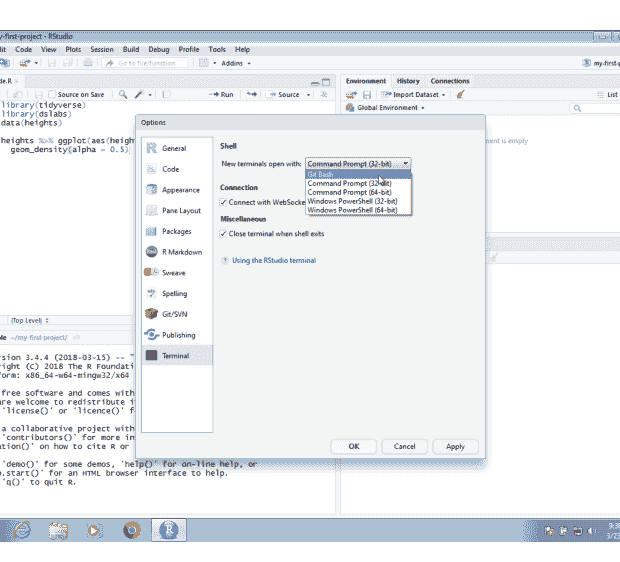 y-first-project - RStudio
dit Code View Plots Session Build Debug Profile Tools Help
Go to file/function Addins my-first-p
de.R
Source on Save Run Source
library(tidyverse)
library(dslabs)
data(heights)
heights %>% ggplot(aes(heigh
geom_density(alpha = 0.5)
(Top Level)
Environment History Connections
Import Dataset List
Global Environment
ment is empty
Options
General
Code
Appearance
Pane Layout
Packages
R Markdown
Sweave
Spelling
Git/SVN
Publishing
Terminal
Shell
New terminals open with: Command Prompt (32-bit)
Git Bash
Command Prompt (32-bit)
Command Prompt (64-bit)
Windows PowerShell (32-bit)
Windows PowerShell (64-bit)
Connection
Connect with WebSocke
Miscellaneous
Close terminal when shell exits
? Using the RStudio terminal
OK Cancel Apply
le ~/my-first-project/
rsion 3.4.4 (2018-03-15) -- "
right (C) 2018 The R Foundati
form: x86_64-w64-mingw32/x64
free software and comes with
re welcome to redistribute i
'license()' or 'licence()' f
a collaborative project with
'contributors()' for more in
ation()' on how to cite R or
'demo()' for some demos, 'help()' for on-line help, or
.start()' for an HTML browser interface to help.
'q()' to quit R.